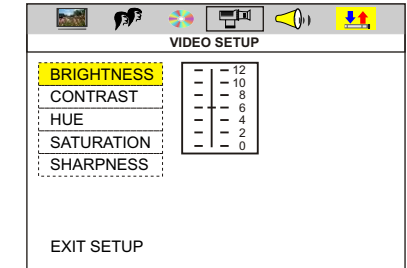 VIDEO SETUP
BRIGHTNESS
CONTRAST
HUE
SATURATION
SHARPNESS
12
10
8
6
4
2
0
EXIT SETUP